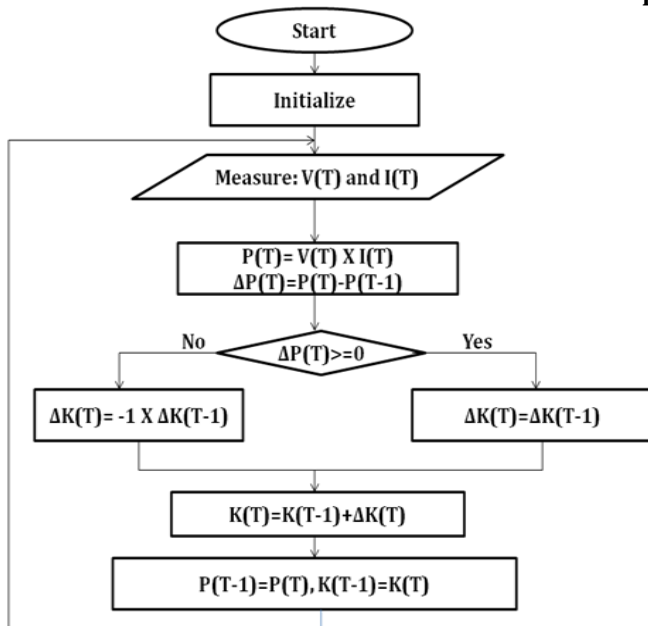 Start
Initialize
Measure: V(T) and I(T)
P(T)= V(T) X I(T)
ΔP(T)=P(T)-P(T-1)
No
ΔP(T)>=0
Yes
ΔK(T)= -1 X ΔK(T-1)
ΔK(T)=ΔK(T-1)
K(T)=K(T-1)+ΔK(T)
P(T-1)=P(T), K(T-1)=K(T)